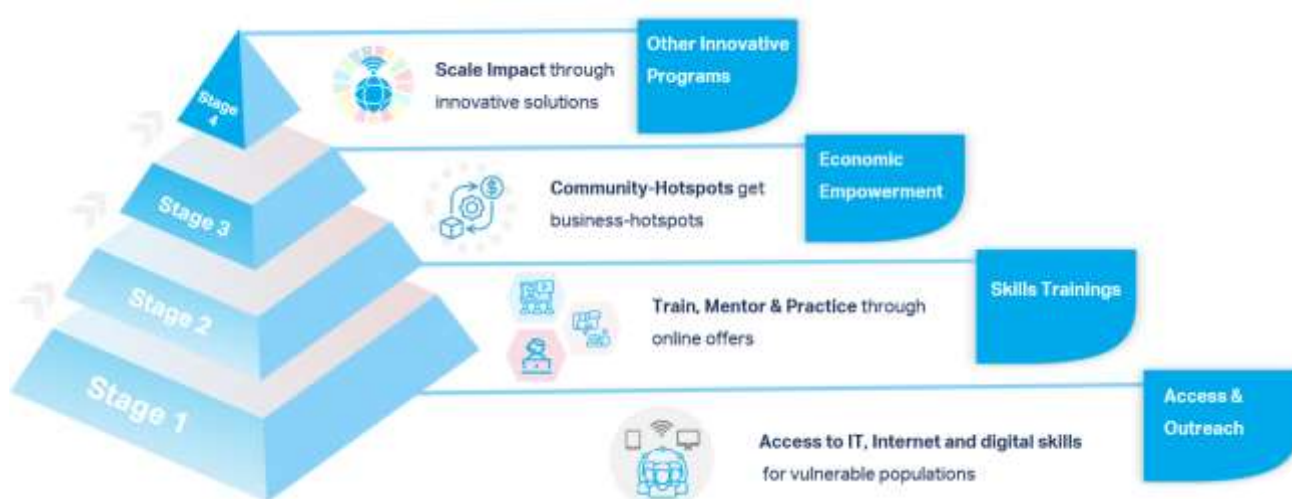 Other Innovative
Programs
Scale Impact through
innovative solutions
Stage
4
Economic
Empowerment
Community-Hotspots get
business-hotspots
Stage 3
Skills Trainings
Train, Mentor & Practice through
online offers
Stage 2
Access &
Outreach
Access to IT, Internet and digital skills
for vulnerable populations
Stage 1